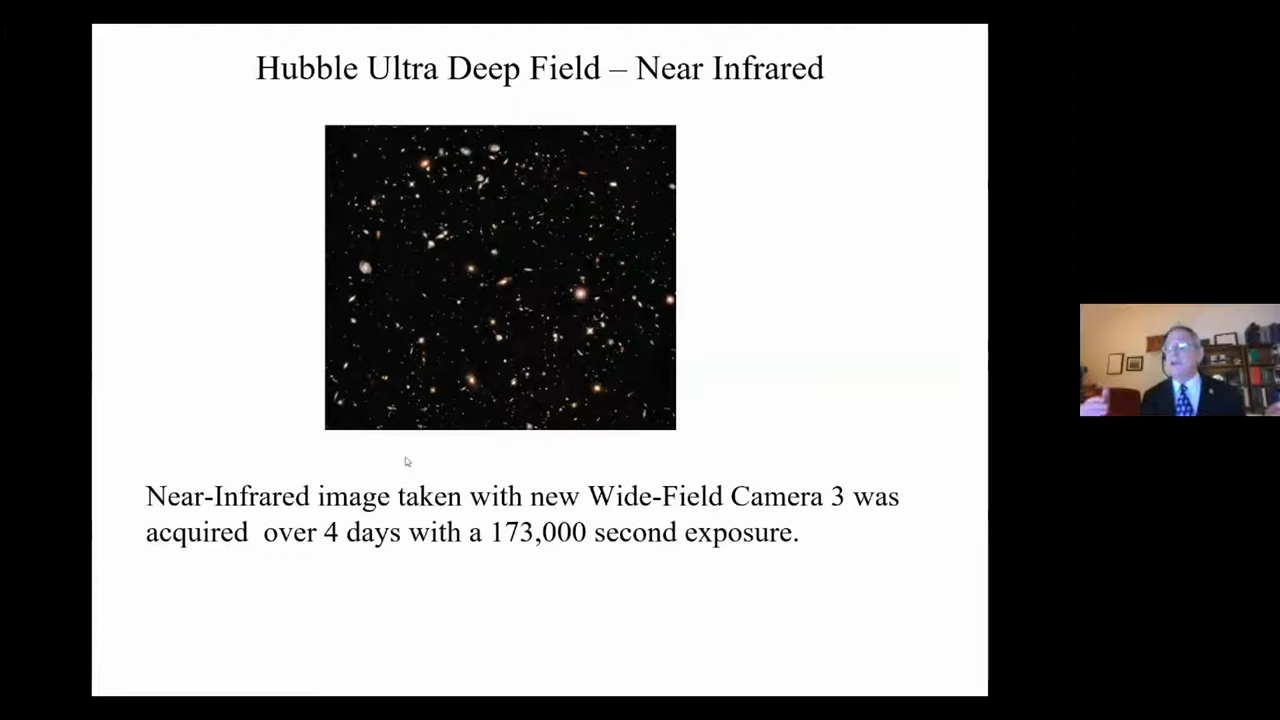 Hubble Ultra Deep Field – Near Infrared
Near-Infrared image taken with new Wide-Field Camera 3 was
acquired  over 4 days with a 173,000 second exposure.